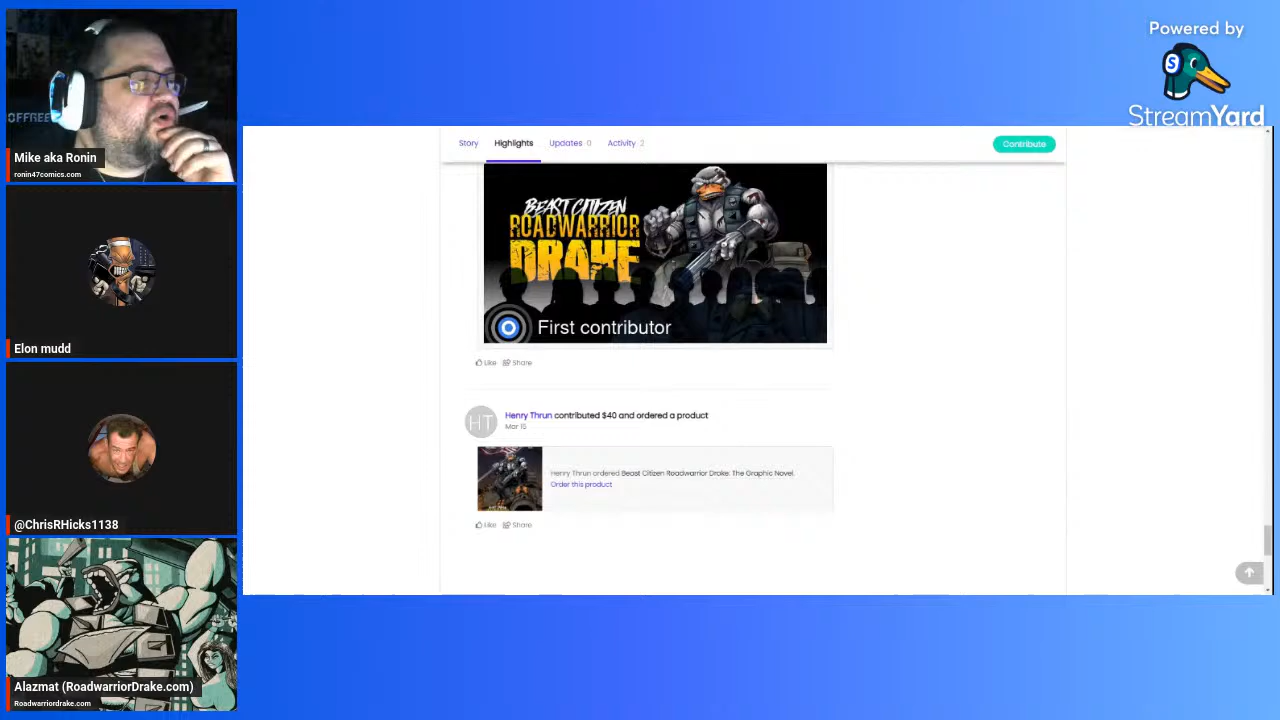 OFFREE
Mike aka Ronin
ronin47comics.com
Elon mudd
@ChrisRHicks1138
Alazmat (RoadwarriorDrake.com)
Roadwarriordrake.com
Powered by
S
StreamYard
Story Highlights Updates 0 Activity 2
Contribute
BEAST CITIZEN
ROADWARRIOR
DRAKE
First contributor
Like Share
HT
Henry Thrun contributed $40 and ordered a product
Mar 15
Henry Thrun ordered Beast Citizen Roadwarrior Drake: The Graphic Novel.
Order this product
Like Share